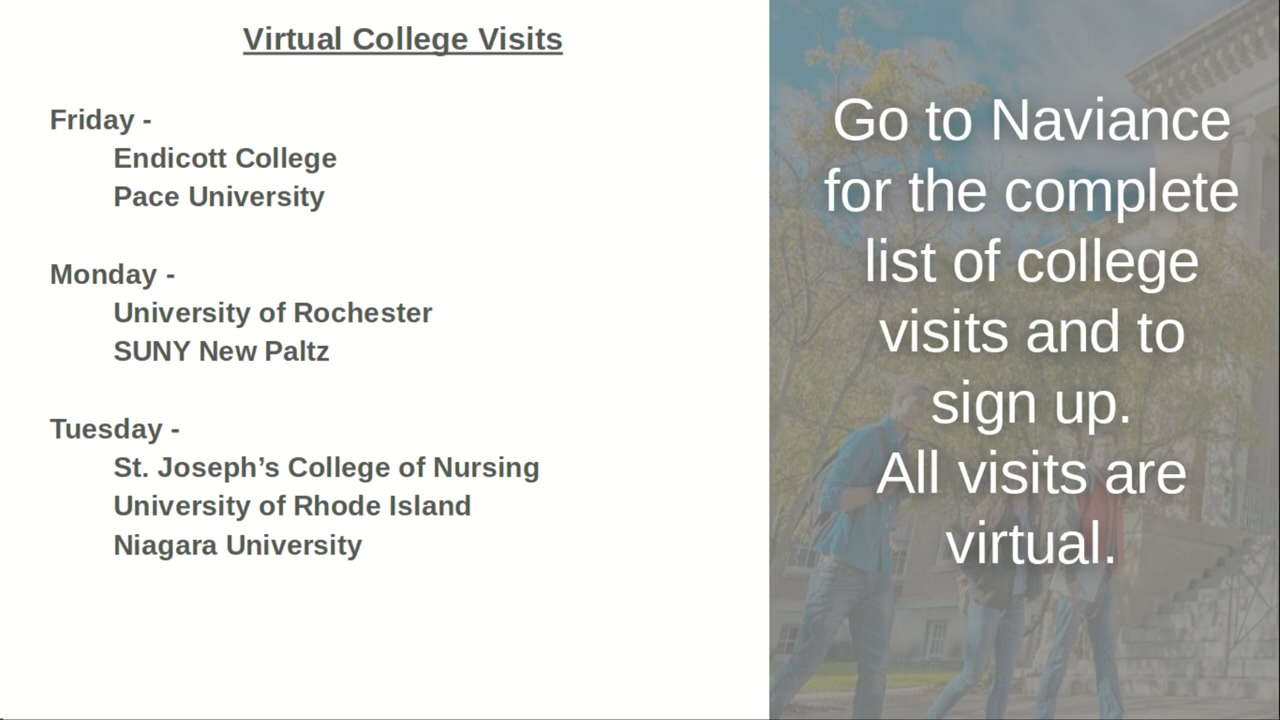 Virtual College Visits
Friday -
Endicott College
Pace University
Monday -
University of Rochester
SUNY New Paltz
Tuesday -
St. Joseph’s College of Nursing
University of Rhode Island
Niagara University
Go to Naviance
for the complete
list of college
visits and to
sign up.
All visits are
virtual.